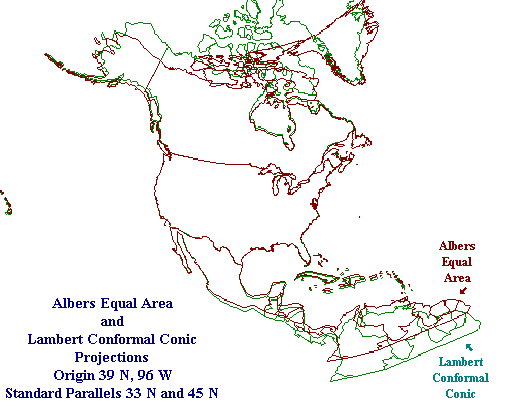 Albers
Equal
Area
Albers Equal Area
and
Lambert Conformal Conic
Projections
Origin 39 N, 96 W
Standard Parallels 33 N and 45 N
Lambert
Conformal
Conic